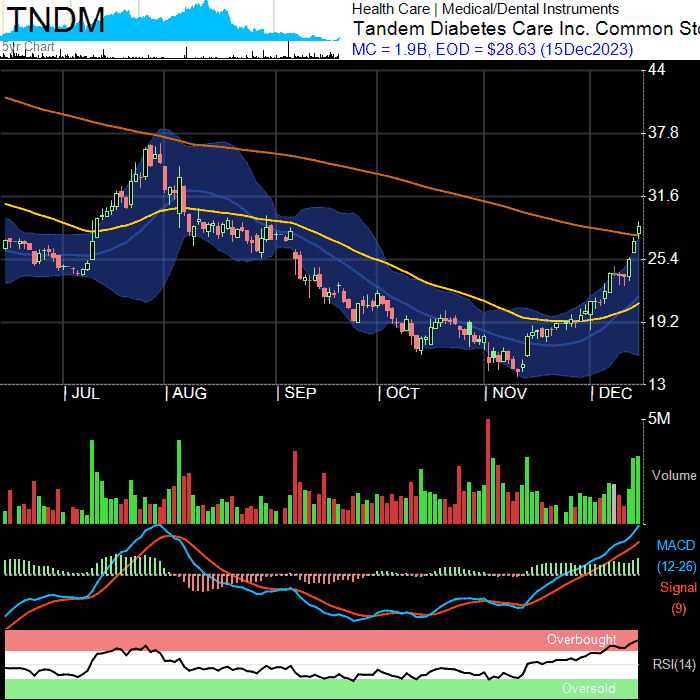 TNDM
5yr Chart
Health Care | Medical/Dental Instruments
Tandem Diabetes Care Inc. Common Sto
MC = 1.9B, EOD = $28.63 (15Dec2023)
44
37.8
31.6
25.4
19.2
13
JUL
AUG
SEP
OCT
NOV
DEC
5M
Volume
MACD
(12-26)
Signal
(9)
Overbought
RSI(14)
Oversold